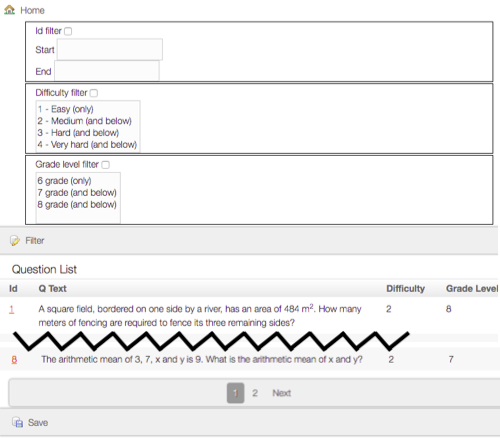 Home
Id filter
Start
End
Difficulty filter
1 - Easy (only)
2 - Medium (and below)
3 - Hard (and below)
4 - Very hard (and below)
Grade level filter
6 grade (only)
7 grade (and below)
8 grade (and below)
Filter
Question List
Id Q Text Difficulty Grade Level
1 A square field, bordered on one side by a river, has an area of 484 m². How many 2 8
meters of fencing are required to fence its three remaining sides?
8 The arithmetic mean of 3, 7, x and y is 9. What is the arithmetic mean of x and y? 2 7
1 2 Next
Save